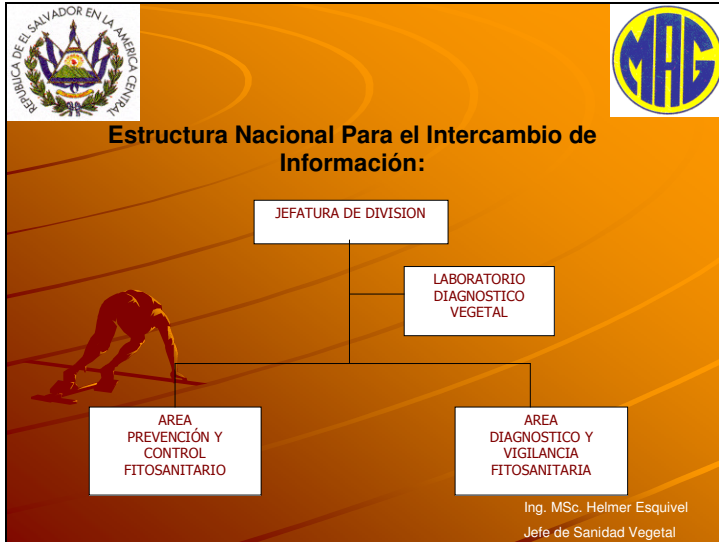 REPUBLICA DE EL SALVADOR EN LA AMERICA CENTRAL
MAG
Estructura Nacional Para el Intercambio de
Información:
JEFATURA DE DIVISION
LABORATORIO
DIAGNOSTICO
VEGETAL
AREA
PREVENCIÓN Y
CONTROL
FITOSANITARIO
AREA
DIAGNOSTICO Y
VIGILANCIA
FITOSANITARIA
Ing. MSc. Helmer Esquivel
Jefe de Sanidad Vegetal